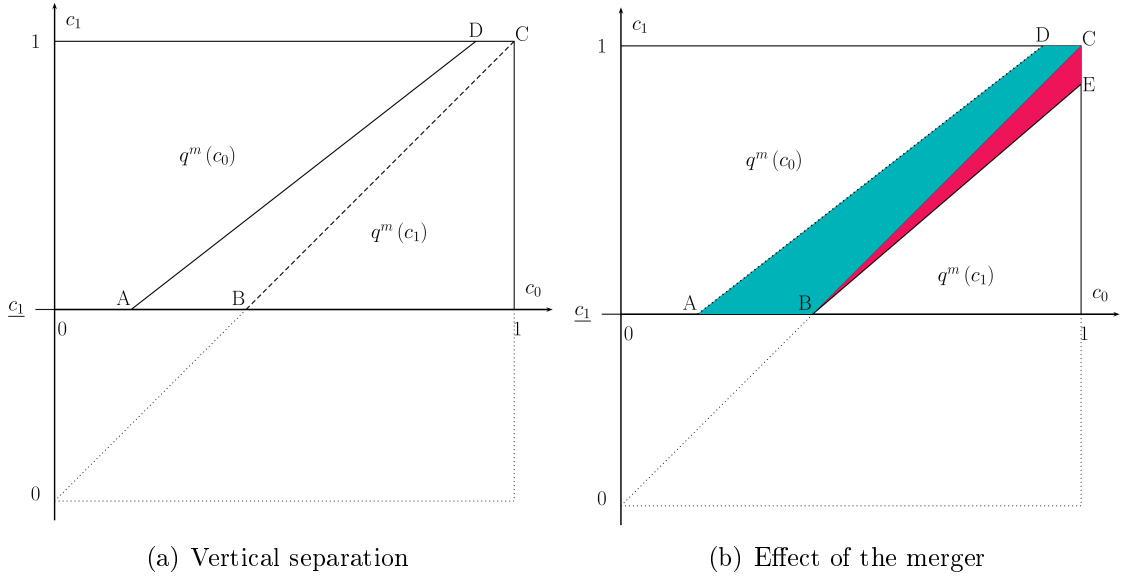 c₁
D
C
1
qᵐ (c₀)
qᵐ (c₁)
A
B
c₀
c₁
0
1
0
(a) Vertical separation
c₁
D
C
1
E
qᵐ (c₀)
qᵐ (c₁)
A
B
c₀
c₁
0
1
0
(b) Effect of the merger